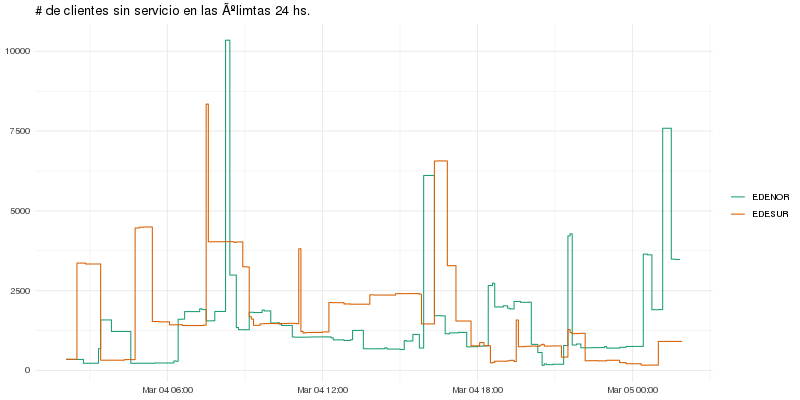 # de clientes sin servicio en las Ãºlimtas 24 hs.
10000
7500
5000
2500
0
Mar 04 06:00
Mar 04 12:00
Mar 04 18:00
Mar 05 00:00
EDENOR
EDESUR